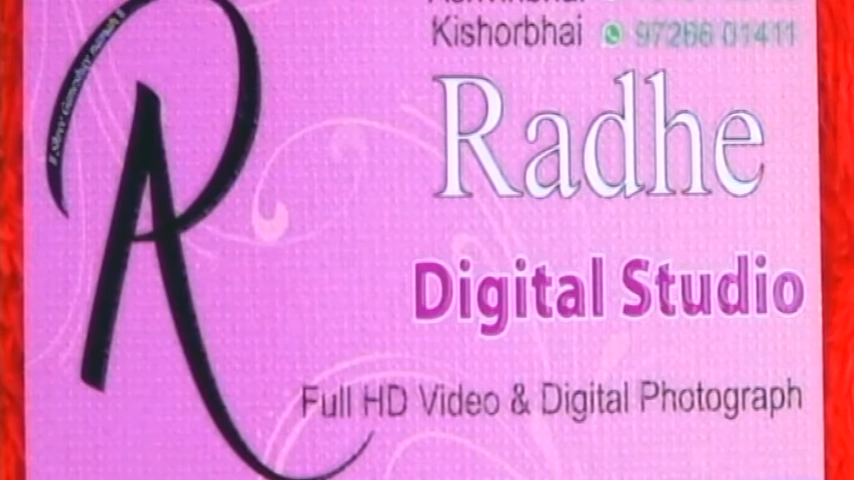 Kishorbhai 97266 01411
Radhe
Digital Studio
Full HD Video & Digital Photograph